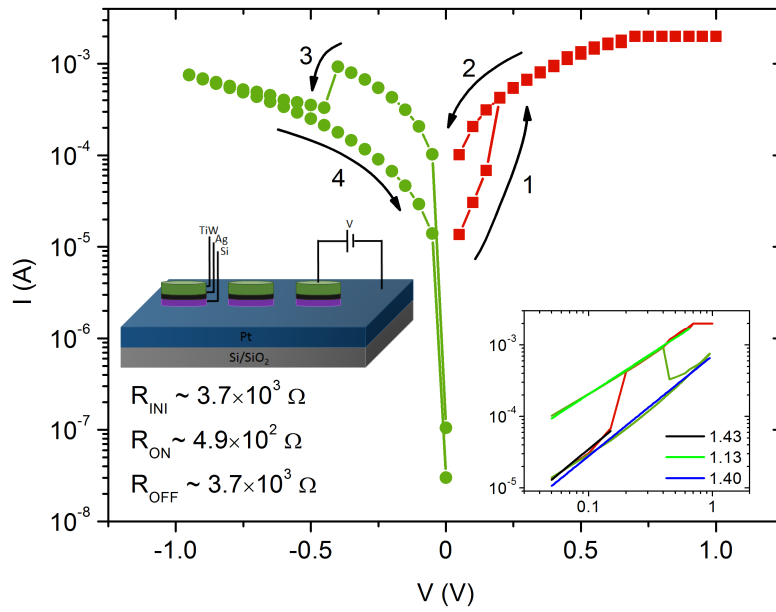 10⁻³
10⁻⁴
10⁻⁵
10⁻⁶
10⁻⁷
10⁻⁸
I (A)
3
2
1
4
TiW
Ag
Si
V
Pt
Si/SiO₂
R_INI ~ 3.7×10³ Ω
R_ON ~ 4.9×10² Ω
R_OFF ~ 3.7×10³ Ω
10⁻³
10⁻⁴
10⁻⁵
1.43
1.13
1.40
0.1
1
-1.0
-0.5
0
0.5
1.0
V (V)